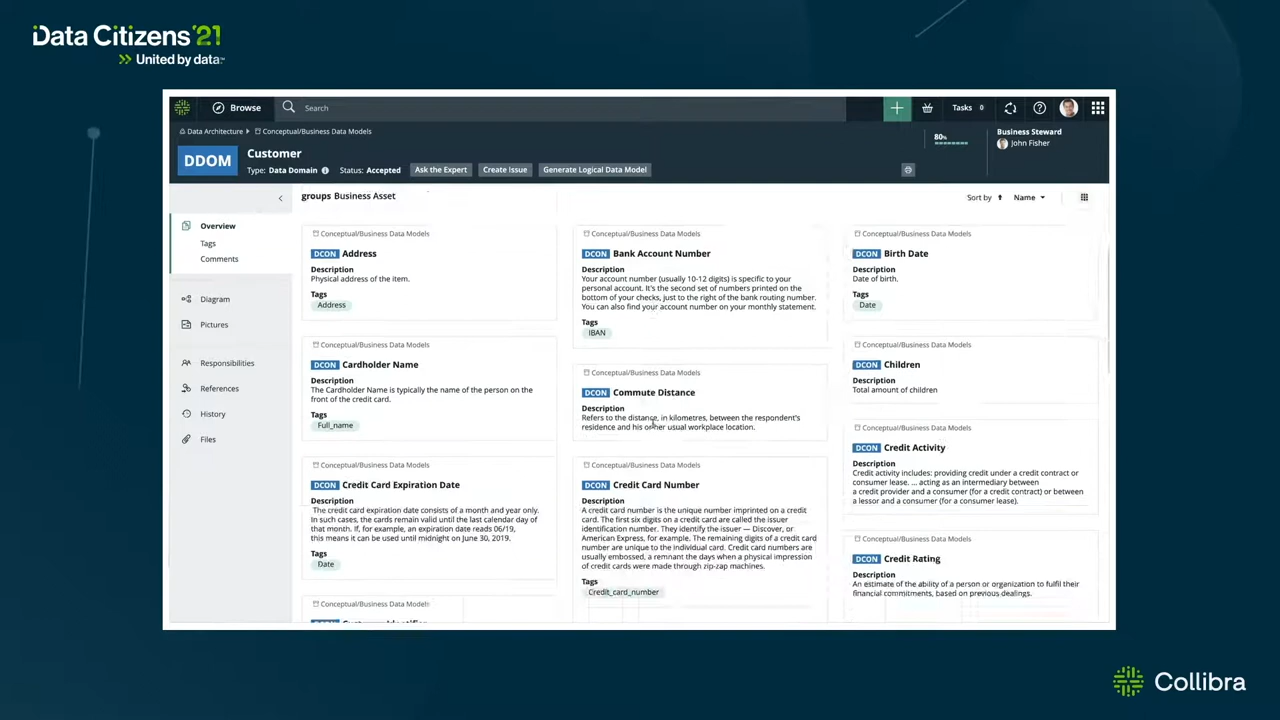 Data Citizens'21
United by data™
Browse
Search
Tasks 0
Data Architecture
Conceptual/Business Data Models
DDOM
Customer
Type: Data Domain
Status: Accepted
Ask the Expert
Create Issue
Generate Logical Data Model
80%
Business Steward
John Fisher
Overview
Tags
Comments
Diagram
Pictures
Responsibilities
References
History
Files
groups Business Asset
Sort by
Name
Conceptual/Business Data Models
DCON Address
Description
Physical address of the item.
Tags
Address
Conceptual/Business Data Models
DCON Bank Account Number
Description
Your account number (usually 10-12 digits) is specific to your
personal account. It's the second set of numbers printed on the
bottom of your checks, just to the right of the bank routing number.
You can also find your account number on your monthly statement.
Tags
IBAN
Conceptual/Business Data Models
DCON Birth Date
Description
Date of birth.
Tags
Date
Conceptual/Business Data Models
DCON Cardholder Name
Description
The Cardholder Name is typically the name of the person on the
front of the credit card.
Tags
Full_name
Conceptual/Business Data Models
DCON Commute Distance
Description
Refers to the distance, in kilometres, between the respondent's
residence and his or her usual workplace location.
Conceptual/Business Data Models
DCON Children
Description
Total amount of children
Conceptual/Business Data Models
DCON Credit Activity
Description
Credit activity includes: providing credit under a credit contract or
consumer lease. ... acting as an intermediary between
a credit provider and a consumer (for a credit contract) or between
a lessor and a consumer (for a consumer lease).
Conceptual/Business Data Models
DCON Credit Card Expiration Date
Description
The credit card expiration date consists of a month and year only.
In such cases, the cards remain valid until the last calendar day of
that month. If, for example, an expiration date reads 06/19,
this means it can be used until midnight on June 30, 2019.
Tags
Date
Conceptual/Business Data Models
DCON Credit Card Number
Description
A credit card number is the unique number imprinted on a credit
card. The first six digits on a credit card are called the issuer
identification number. They identify the issuer — Discover, or
American Express, for example. The remaining digits of a credit card
number are unique to the individual card. Credit card numbers are
usually embossed, a remnant the days when a physical impression
of credit cards were made through zip-zap machines.
Tags
Credit_card_number
Conceptual/Business Data Models
DCON Credit Rating
Description
An estimate of the ability of a person or organization to fulfil their
financial commitments, based on previous dealings.
Conceptual/Business Data Models
Collibra